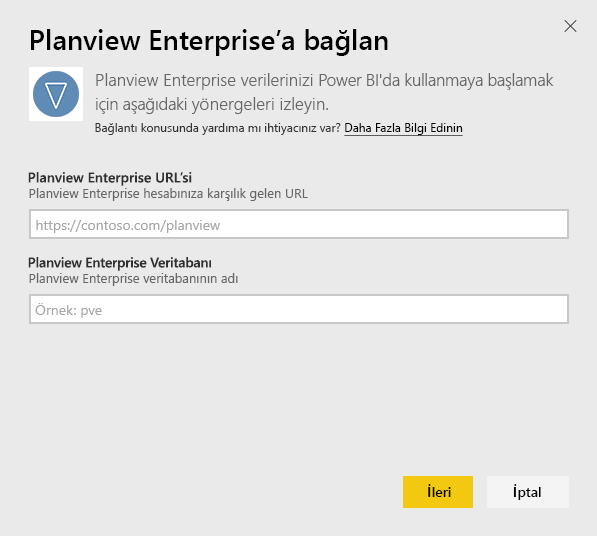 Planview Enterprise’a bağlan
Planview Enterprise verilerinizi Power BI'da kullanmaya başlamak
için aşağıdaki yönergeleri izleyin.
Bağlantı konusunda yardıma mı ihtiyacınız var? Daha Fazla Bilgi Edinin
Planview Enterprise URL’si
Planview Enterprise hesabınıza karşılık gelen URL
https://contoso.com/planview
Planview Enterprise Veritabanı
Planview Enterprise veritabanının adı
Örnek: pve
İleri
İptal